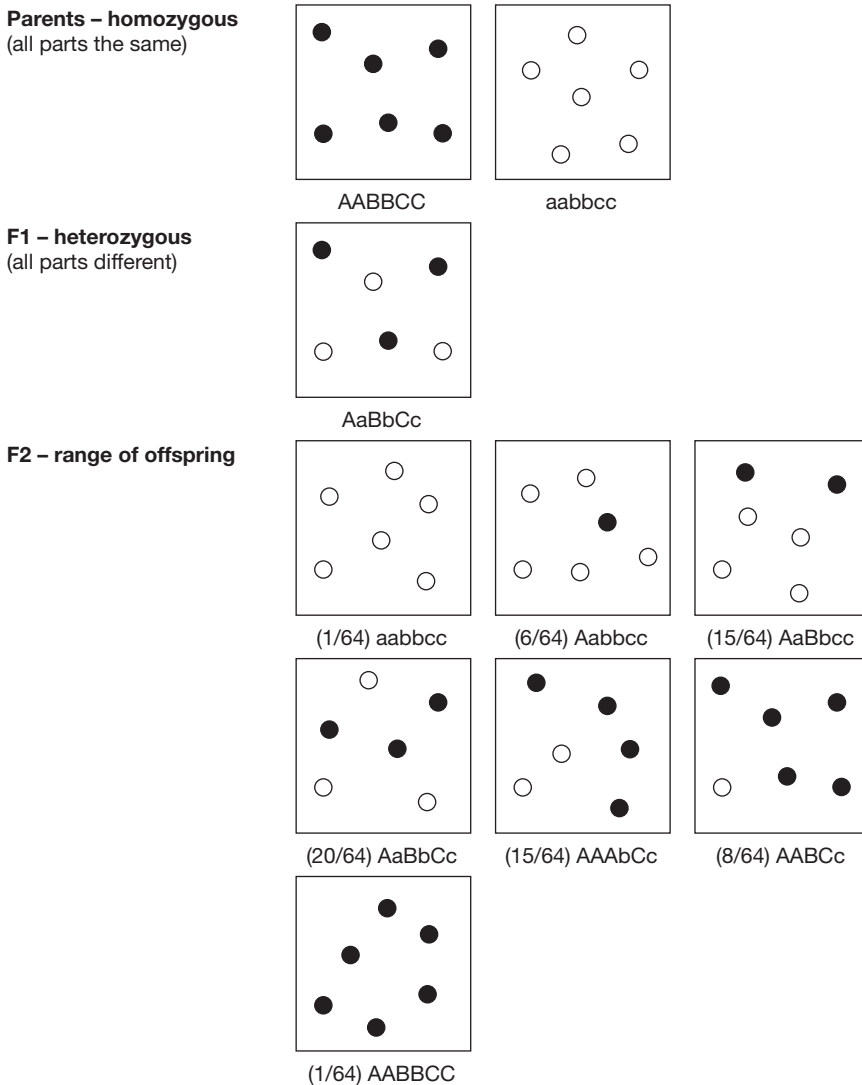 Parents – homozygous
(all parts the same)
AABBCC
aabbcc
F1 – heterozygous
(all parts different)
AaBbCc
F2 – range of offspring
(1/64) aabbcc
(6/64) Aabbcc
(15/64) AaBbcc
(20/64) AaBbCc
(15/64) AAAbCc
(8/64) AABCc
(1/64) AABBCC